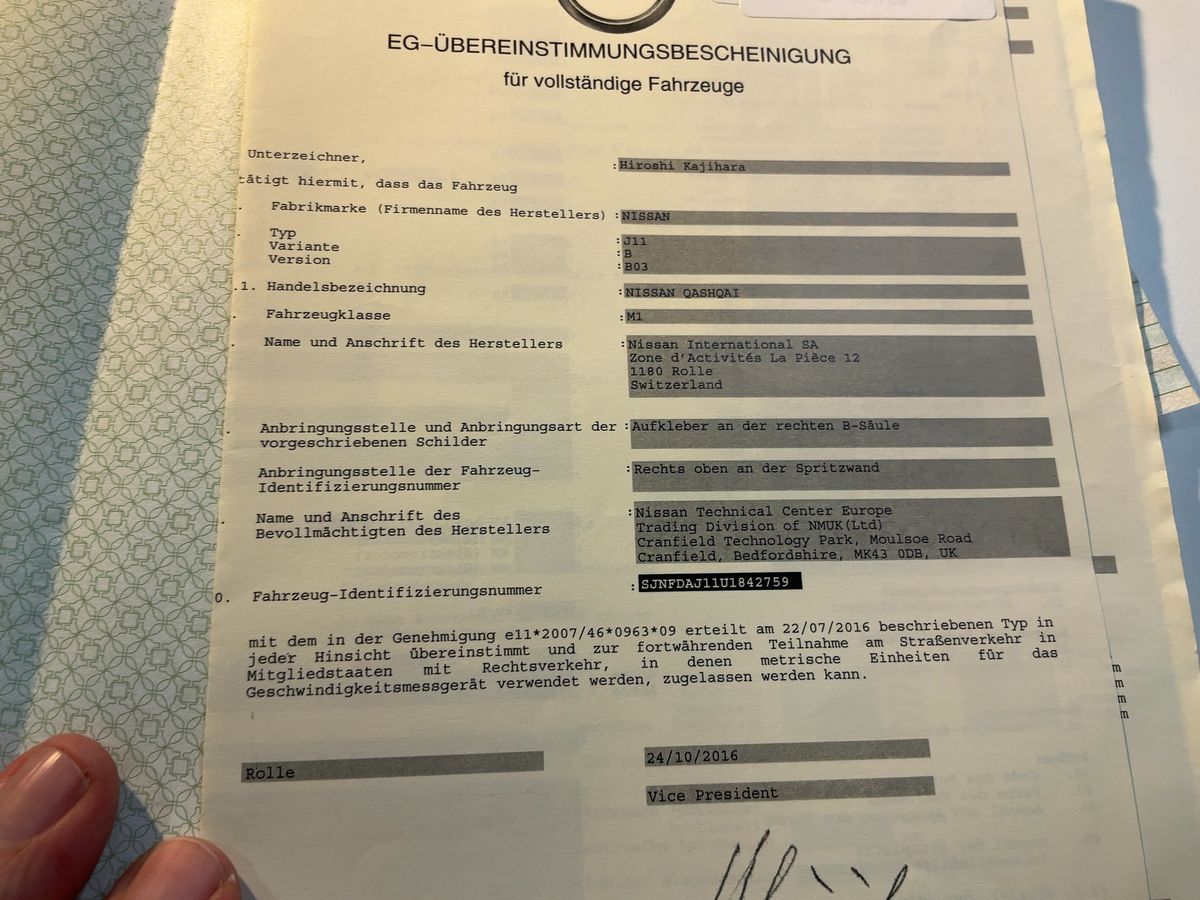 EG–ÜBEREINSTIMMUNGSBESCHEINIGUNG
für vollständige Fahrzeuge
Unterzeichner, :Hiroshi Kajihara
tätigt hiermit, dass das Fahrzeug
. Fabrikmarke (Firmenname des Herstellers) :NISSAN
. Typ :J11
Variante :B
Version :B03
.1. Handelsbezeichnung :NISSAN QASHQAI
. Fahrzeugklasse :M1
. Name und Anschrift des Herstellers :Nissan International SA
Zone d'Activités La Pièce 12
1180 Rolle
Switzerland
. Anbringungsstelle und Anbringungsart der :Aufkleber an der rechten B-Säule
vorgeschriebenen Schilder
Anbringungsstelle der Fahrzeug- :Rechts oben an der Spritzwand
Identifizierungsnummer
. Name und Anschrift des :Nissan Technical Center Europe
Bevollmächtigten des Herstellers Trading Division of NMUK(Ltd)
Cranfield Technology Park, Moulsoe Road
Cranfield, Bedfordshire, MK43 0DB, UK
0. Fahrzeug-Identifizierungsnummer :SJNFDAJ11U1842759
mit dem in der Genehmigung e11*2007/46*0963*09 erteilt am 22/07/2016 beschriebenen Typ in
jeder Hinsicht übereinstimmt und zur fortwährenden Teilnahme am Straßenverkehr in
Mitgliedstaaten mit Rechtsverkehr, in denen metrische Einheiten für das
Geschwindigkeitsmessgerät verwendet werden, zugelassen werden kann.
m
m
m
m
Rolle 24/10/2016
Vice President